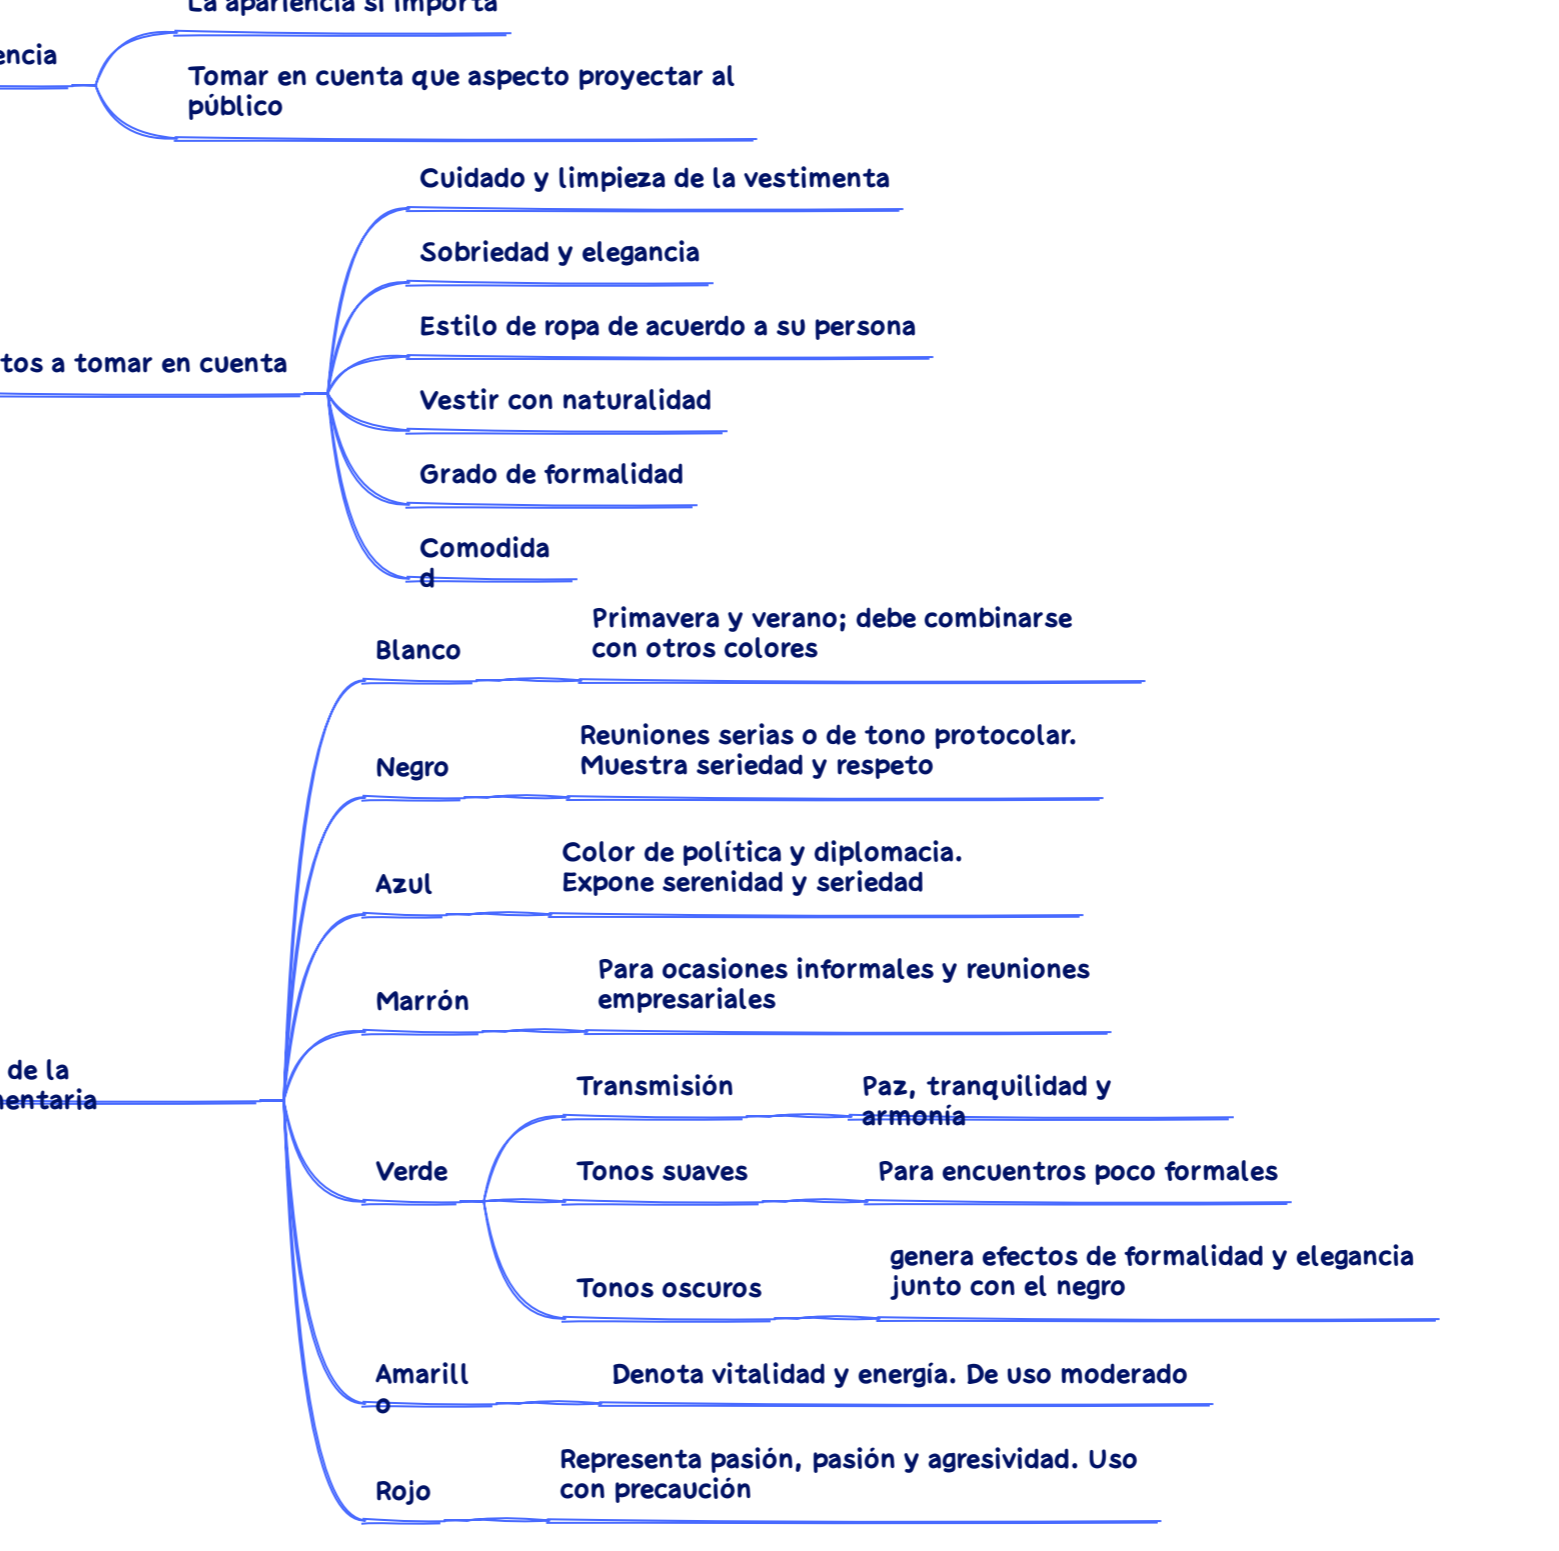 La apariencia si importa
encia
Tomar en cuenta que aspecto proyectar al
público
Cuidado y limpieza de la vestimenta
Sobriedad y elegancia
Estilo de ropa de acuerdo a su persona
tos a tomar en cuenta
Vestir con naturalidad
Grado de formalidad
Comodida
d
Blanco
Primavera y verano; debe combinarse
con otros colores
Negro
Reuniones serias o de tono protocolar.
Muestra seriedad y respeto
Azul
Color de política y diplomacia.
Expone serenidad y seriedad
Marrón
Para ocasiones informales y reuniones
empresariales
de la
mentaria
Verde
Transmisión
Paz, tranquilidad y
armonía
Tonos suaves
Para encuentros poco formales
Tonos oscuros
genera efectos de formalidad y elegancia
junto con el negro
Amarill
o
Denota vitalidad y energía. De uso moderado
Rojo
Representa pasión, pasión y agresividad. Uso
con precaución